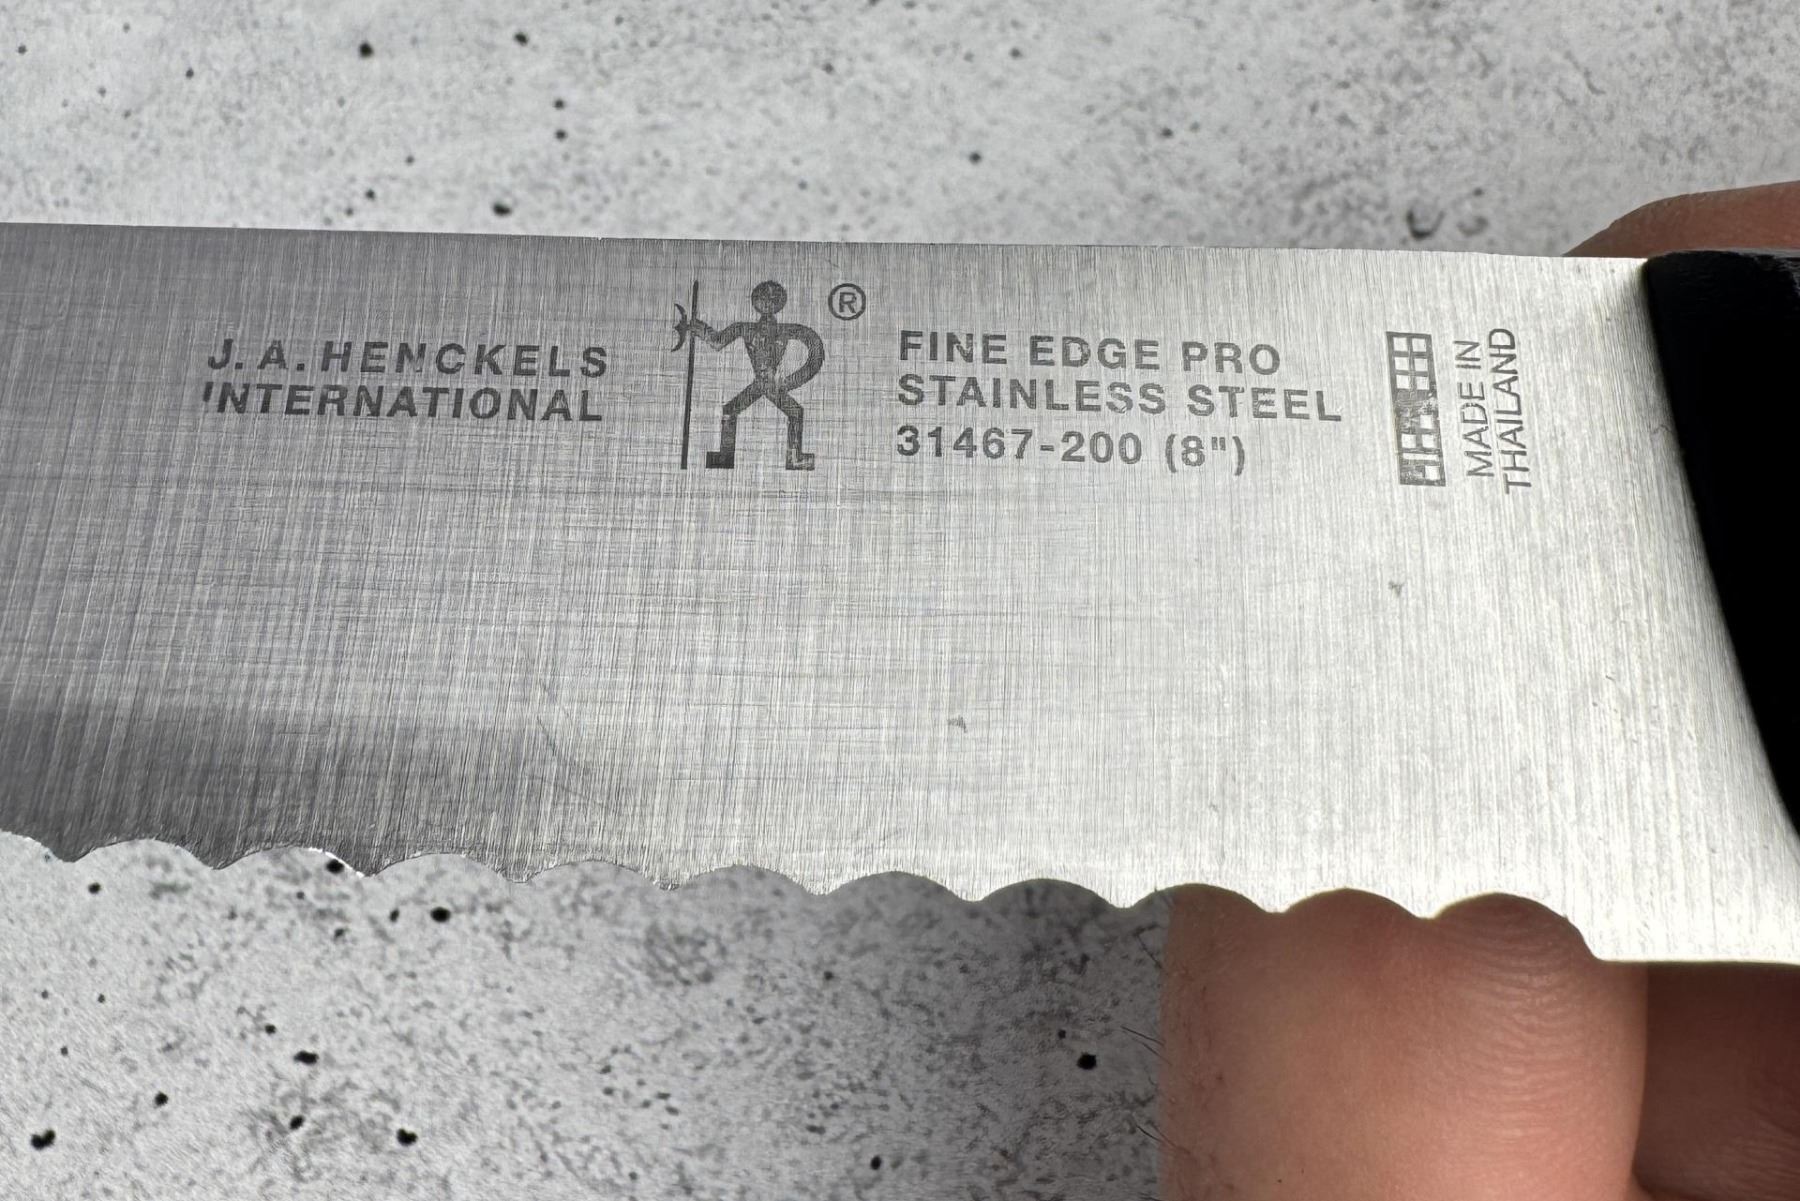 J.A.HENCKELS
INTERNATIONAL
®
FINE EDGE PRO
STAINLESS STEEL
31467-200 (8")
MADE IN
THAILAND